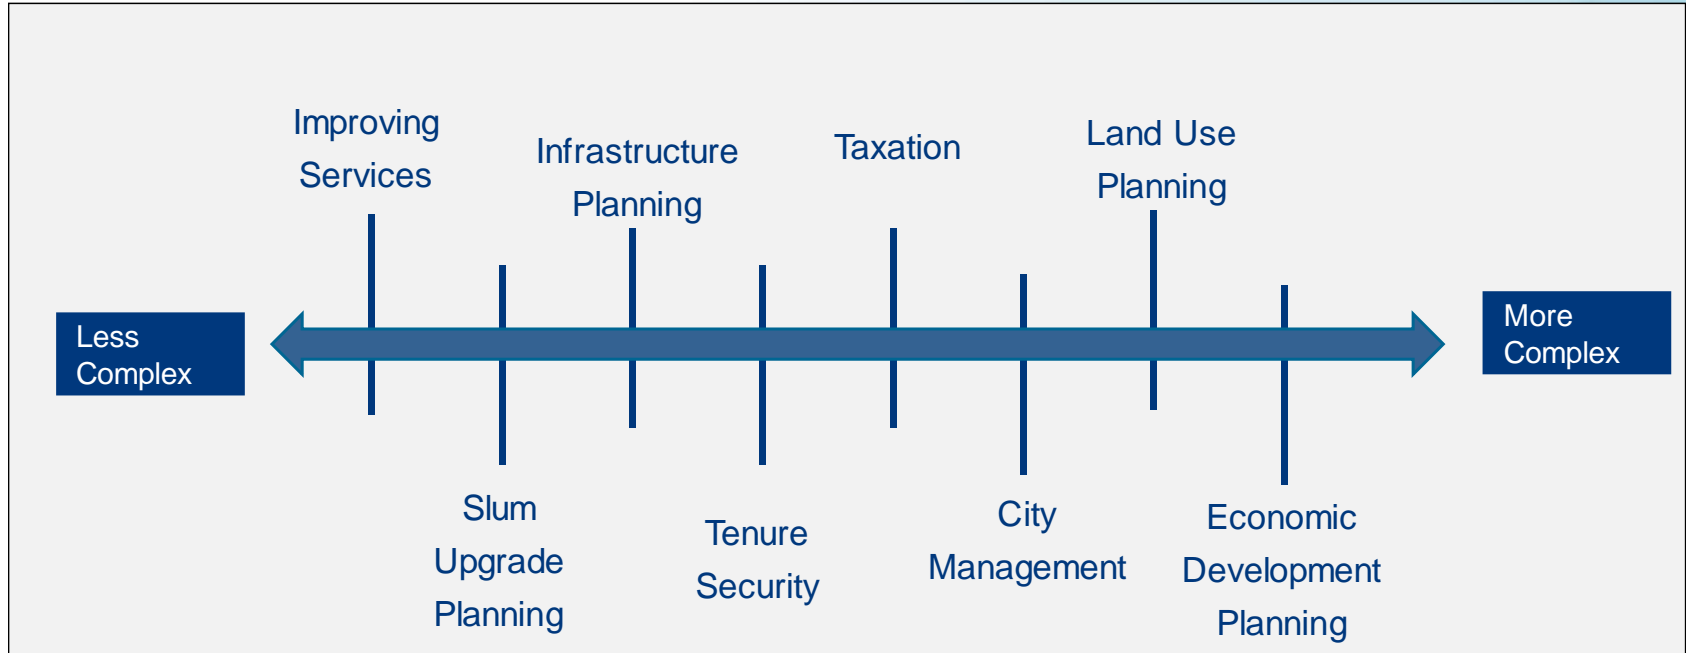 Improving
Services
Infrastructure
Planning
Taxation
Land Use
Planning
Less
Complex
More
Complex
Slum
Upgrade
Planning
Tenure
Security
City
Management
Economic
Development
Planning